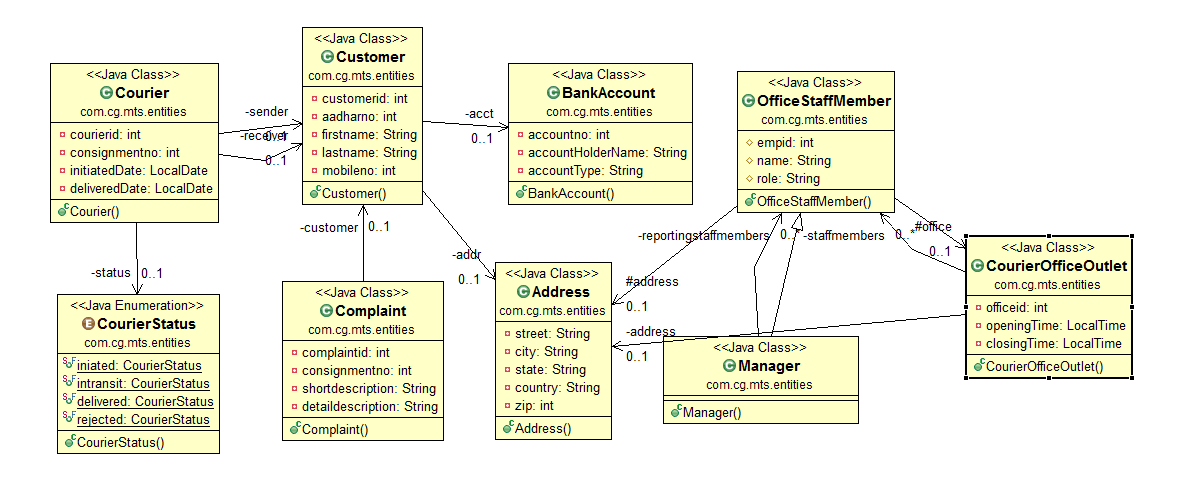 <<Java Class>>
Courier
com.cg.mts.entities
courierid: int
consignmentno: int
initiatedDate: LocalDate
deliveredDate: LocalDate
Courier()
-sender
0..1
-recever
0..1
<<Java Class>>
Customer
com.cg.mts.entities
customerid: int
aadharno: int
firstname: String
lastname: String
mobileno: int
Customer()
-acct
0..1
<<Java Class>>
BankAccount
com.cg.mts.entities
accountno: int
accountHolderName: String
accountType: String
BankAccount()
<<Java Class>>
OfficeStaffMember
com.cg.mts.entities
empid: int
name: String
role: String
OfficeStaffMember()
-reportingstaffmembers
0..*
-staffmembers
0..*
#office
0..1
<<Java Class>>
CourierOfficeOutlet
com.cg.mts.entities
officeid: int
openingTime: LocalTime
closingTime: LocalTime
CourierOfficeOutlet()
-status
0..1
<<Java Enumeration>>
CourierStatus
com.cg.mts.entities
iniated: CourierStatus
intransit: CourierStatus
delivered: CourierStatus
rejected: CourierStatus
CourierStatus()
-customer
0..1
<<Java Class>>
Complaint
com.cg.mts.entities
complaintid: int
consignmentno: int
shortdescription: String
detaildescription: String
Complaint()
-addr
0..1
<<Java Class>>
Address
com.cg.mts.entities
street: String
city: String
state: String
country: String
zip: int
Address()
#address
0..1
-address
0..1
<<Java Class>>
Manager
com.cg.mts.entities
Manager()